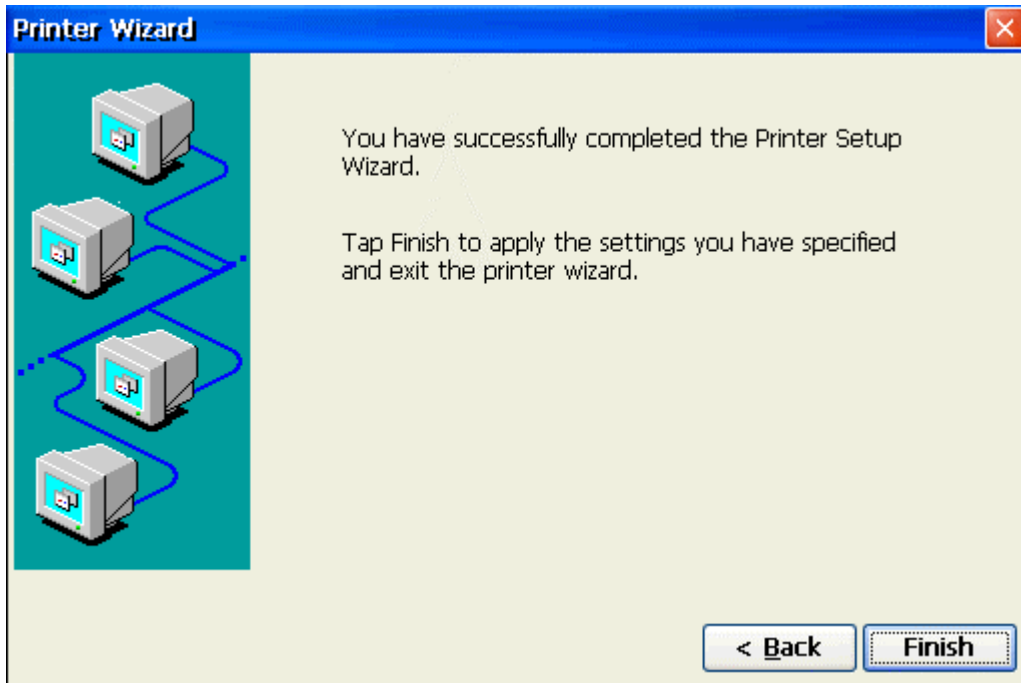 Printer Wizard
You have successfully completed the Printer Setup
Wizard.
Tap Finish to apply the settings you have specified
and exit the printer wizard.
< Back
Finish